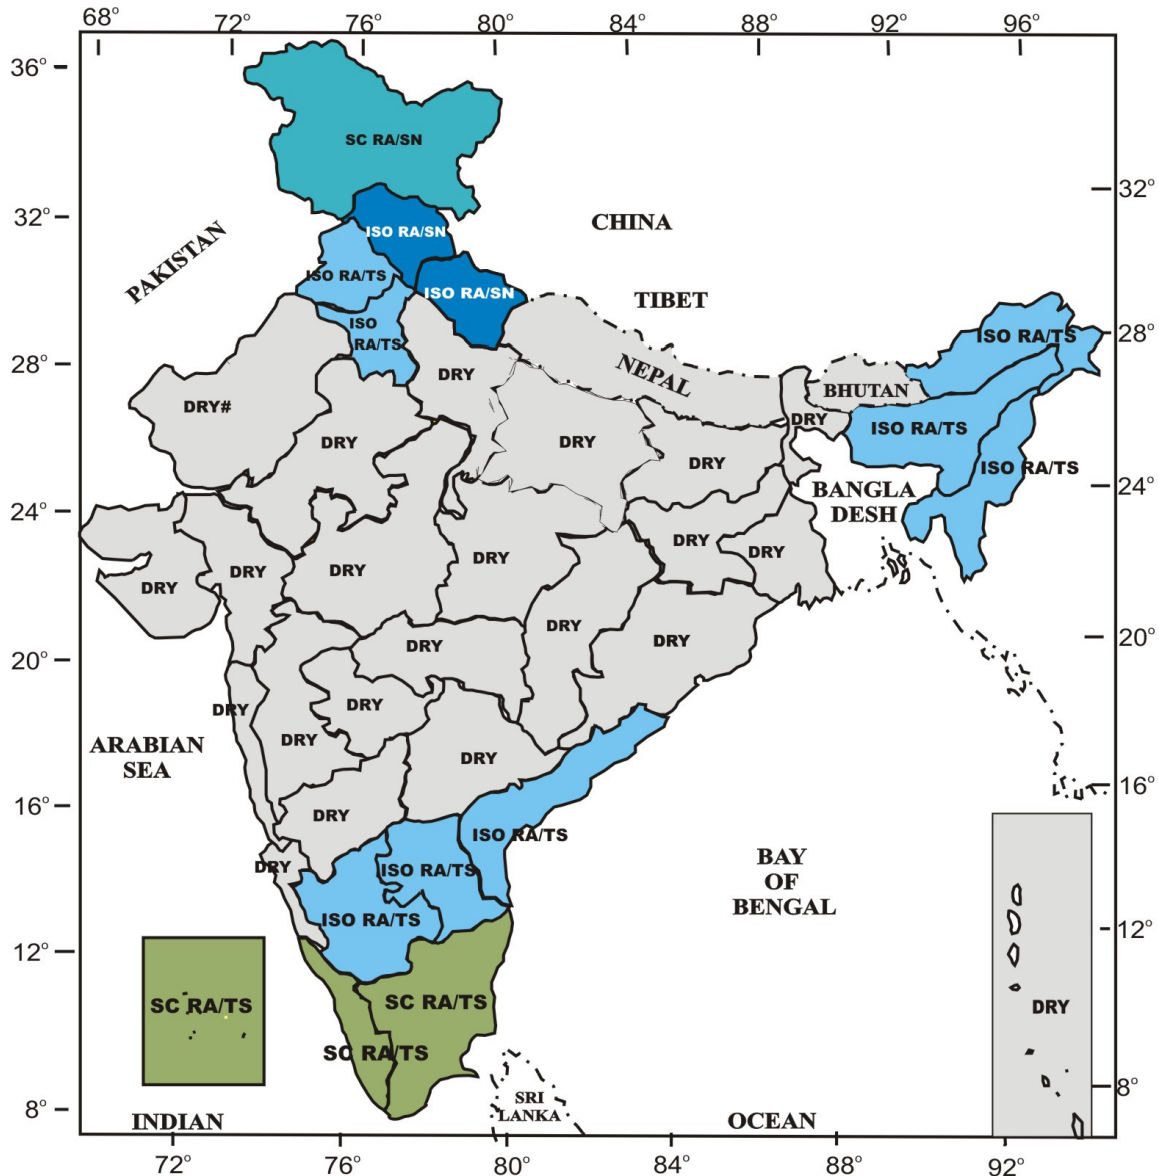 68° 72° 76° 80° 84° 88° 92° 96°
36°
SC RA/SN
32°
32°
CHINA
ISO RA/SN
PAKISTAN
ISO RA/TS
ISO RA/SN
TIBET
ISO
RA/TS
28°
ISO RA/TS
28°
NEPAL
DRY
BHUTAN
DRY#
DRY
DRY
DRY
ISO RA/TS
DRY
ISO RA/TS
24°
BANGLA
DESH
24°
DRY
DRY
DRY
DRY
DRY
DRY
DRY
DRY
DRY
20°
DRY
20°
DRY
DRY
DRY
ARABIAN
SEA
DRY
16°
16°
DRY
ISO RA/TS
DRY
ISO RA/TS
BAY
OF
BENGAL
ISO RA/TS
12°
12°
SC RA/TS
SC RA/TS
DRY
SC RA/TS
8°
8°
SRI
LANKA
INDIAN
OCEAN
72° 76° 80° 84° 88° 92°